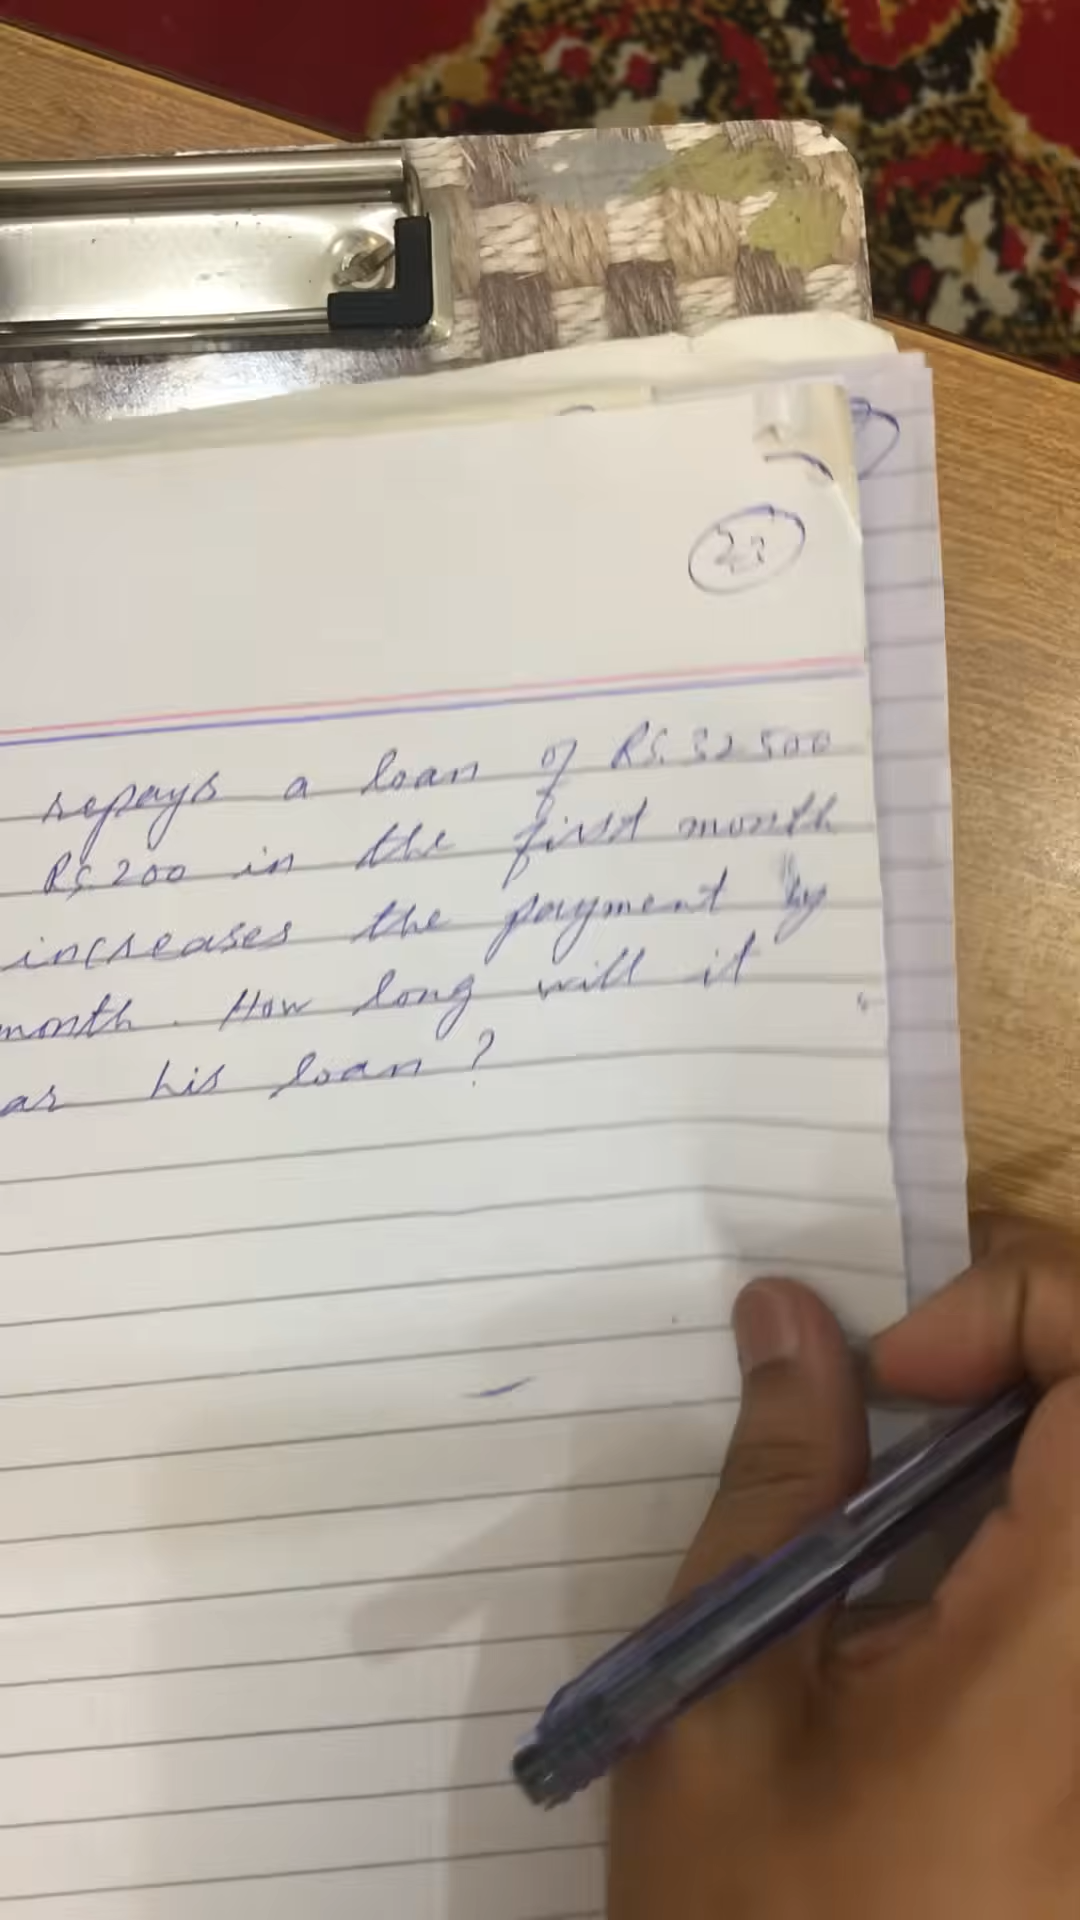 repays a loan of Rs. 32500
Rs. 200 in the first month
increases the payment by
month. How long will it
his loan?